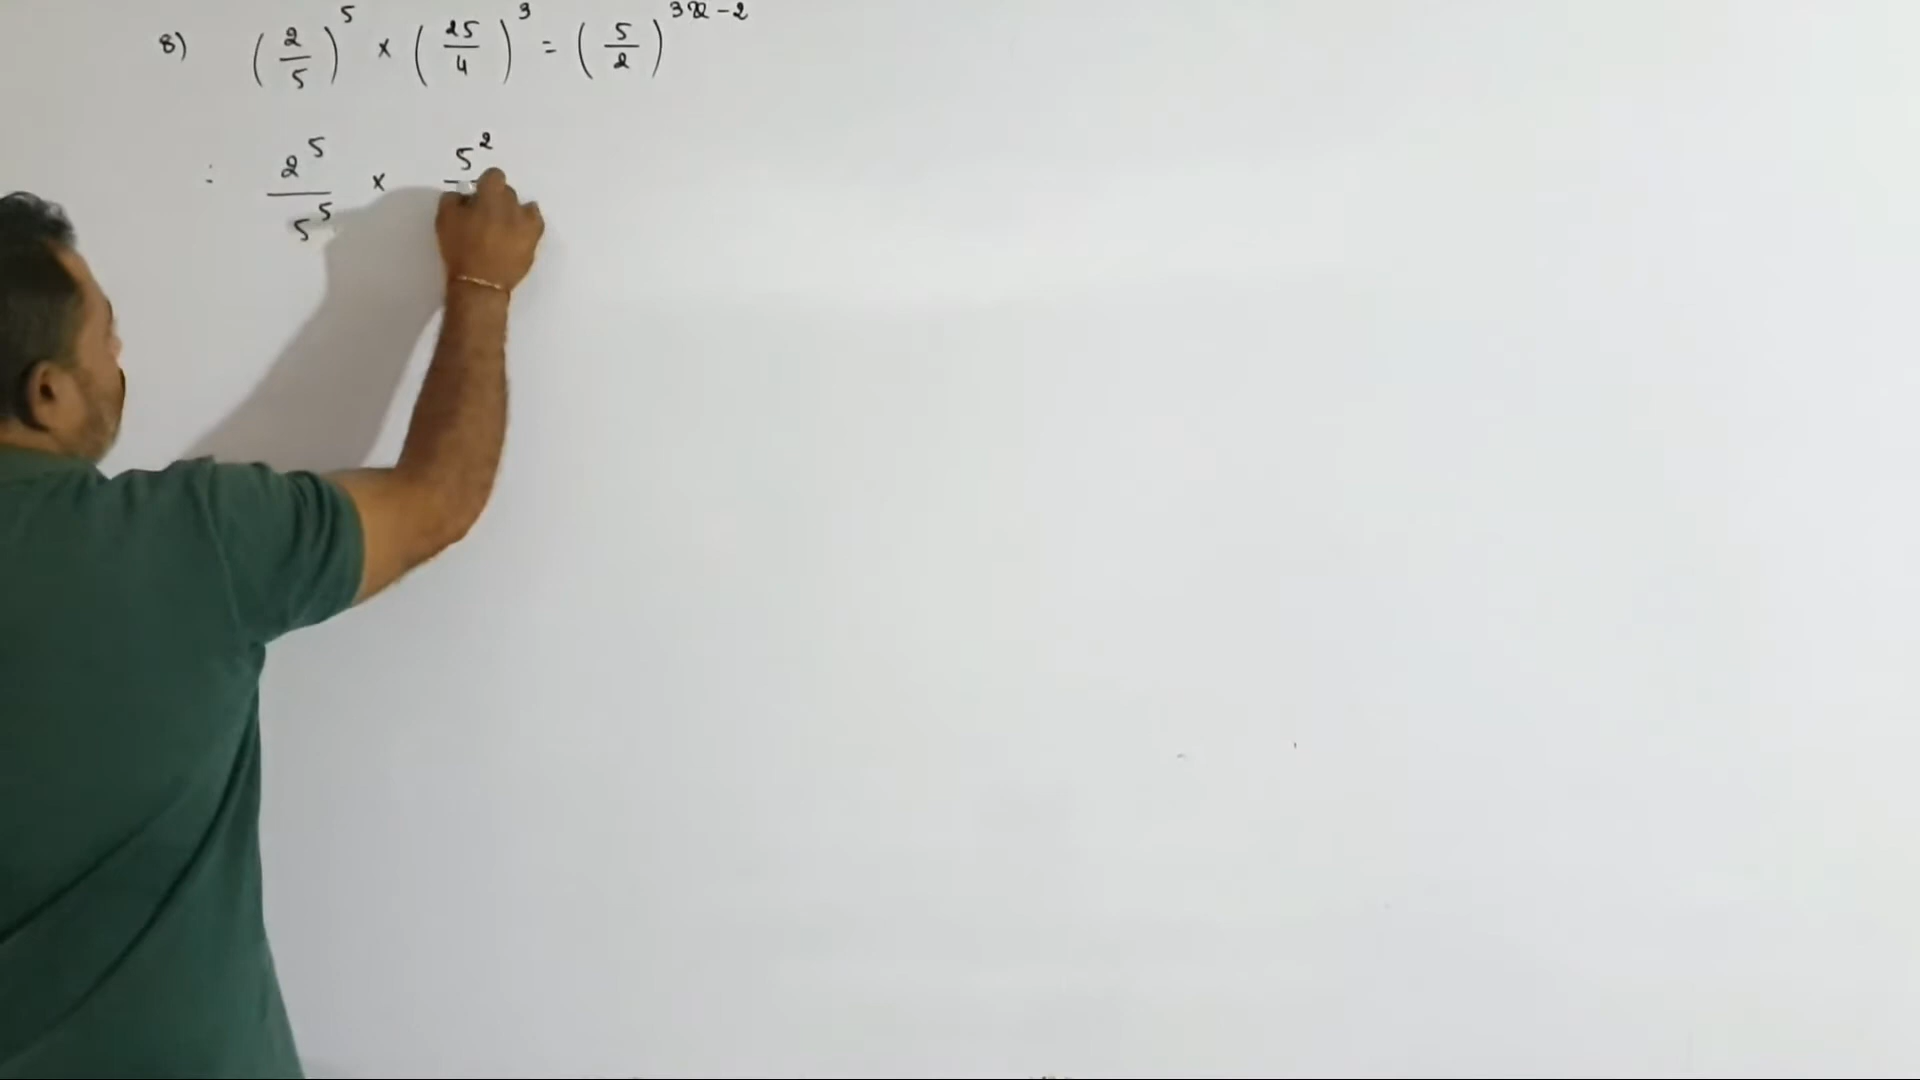 8) (2/5)^5 × (25/4)^3 = (5/2)^{3x-2}
: 2^5/5^5 × 5^2